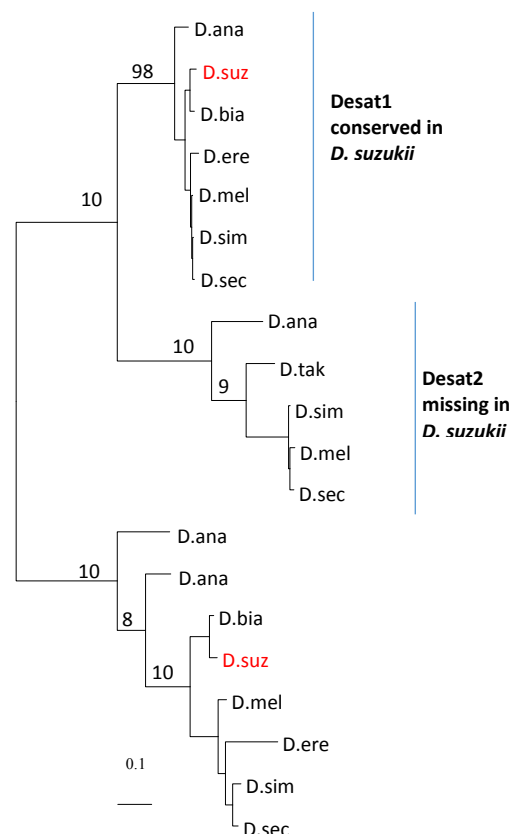 D.ana
98
D.suz
D.bia
D.ere
D.mel
D.sim
D.sec
Desat1
conserved in
D. suzukii
10
D.ana
10
D.tak
9
D.sim
D.mel
D.sec
Desat2
missing in
D. suzukii
D.ana
10
D.ana
8
D.bia
D.suz
10
D.mel
D.ere
D.sim
D.sec
0.1